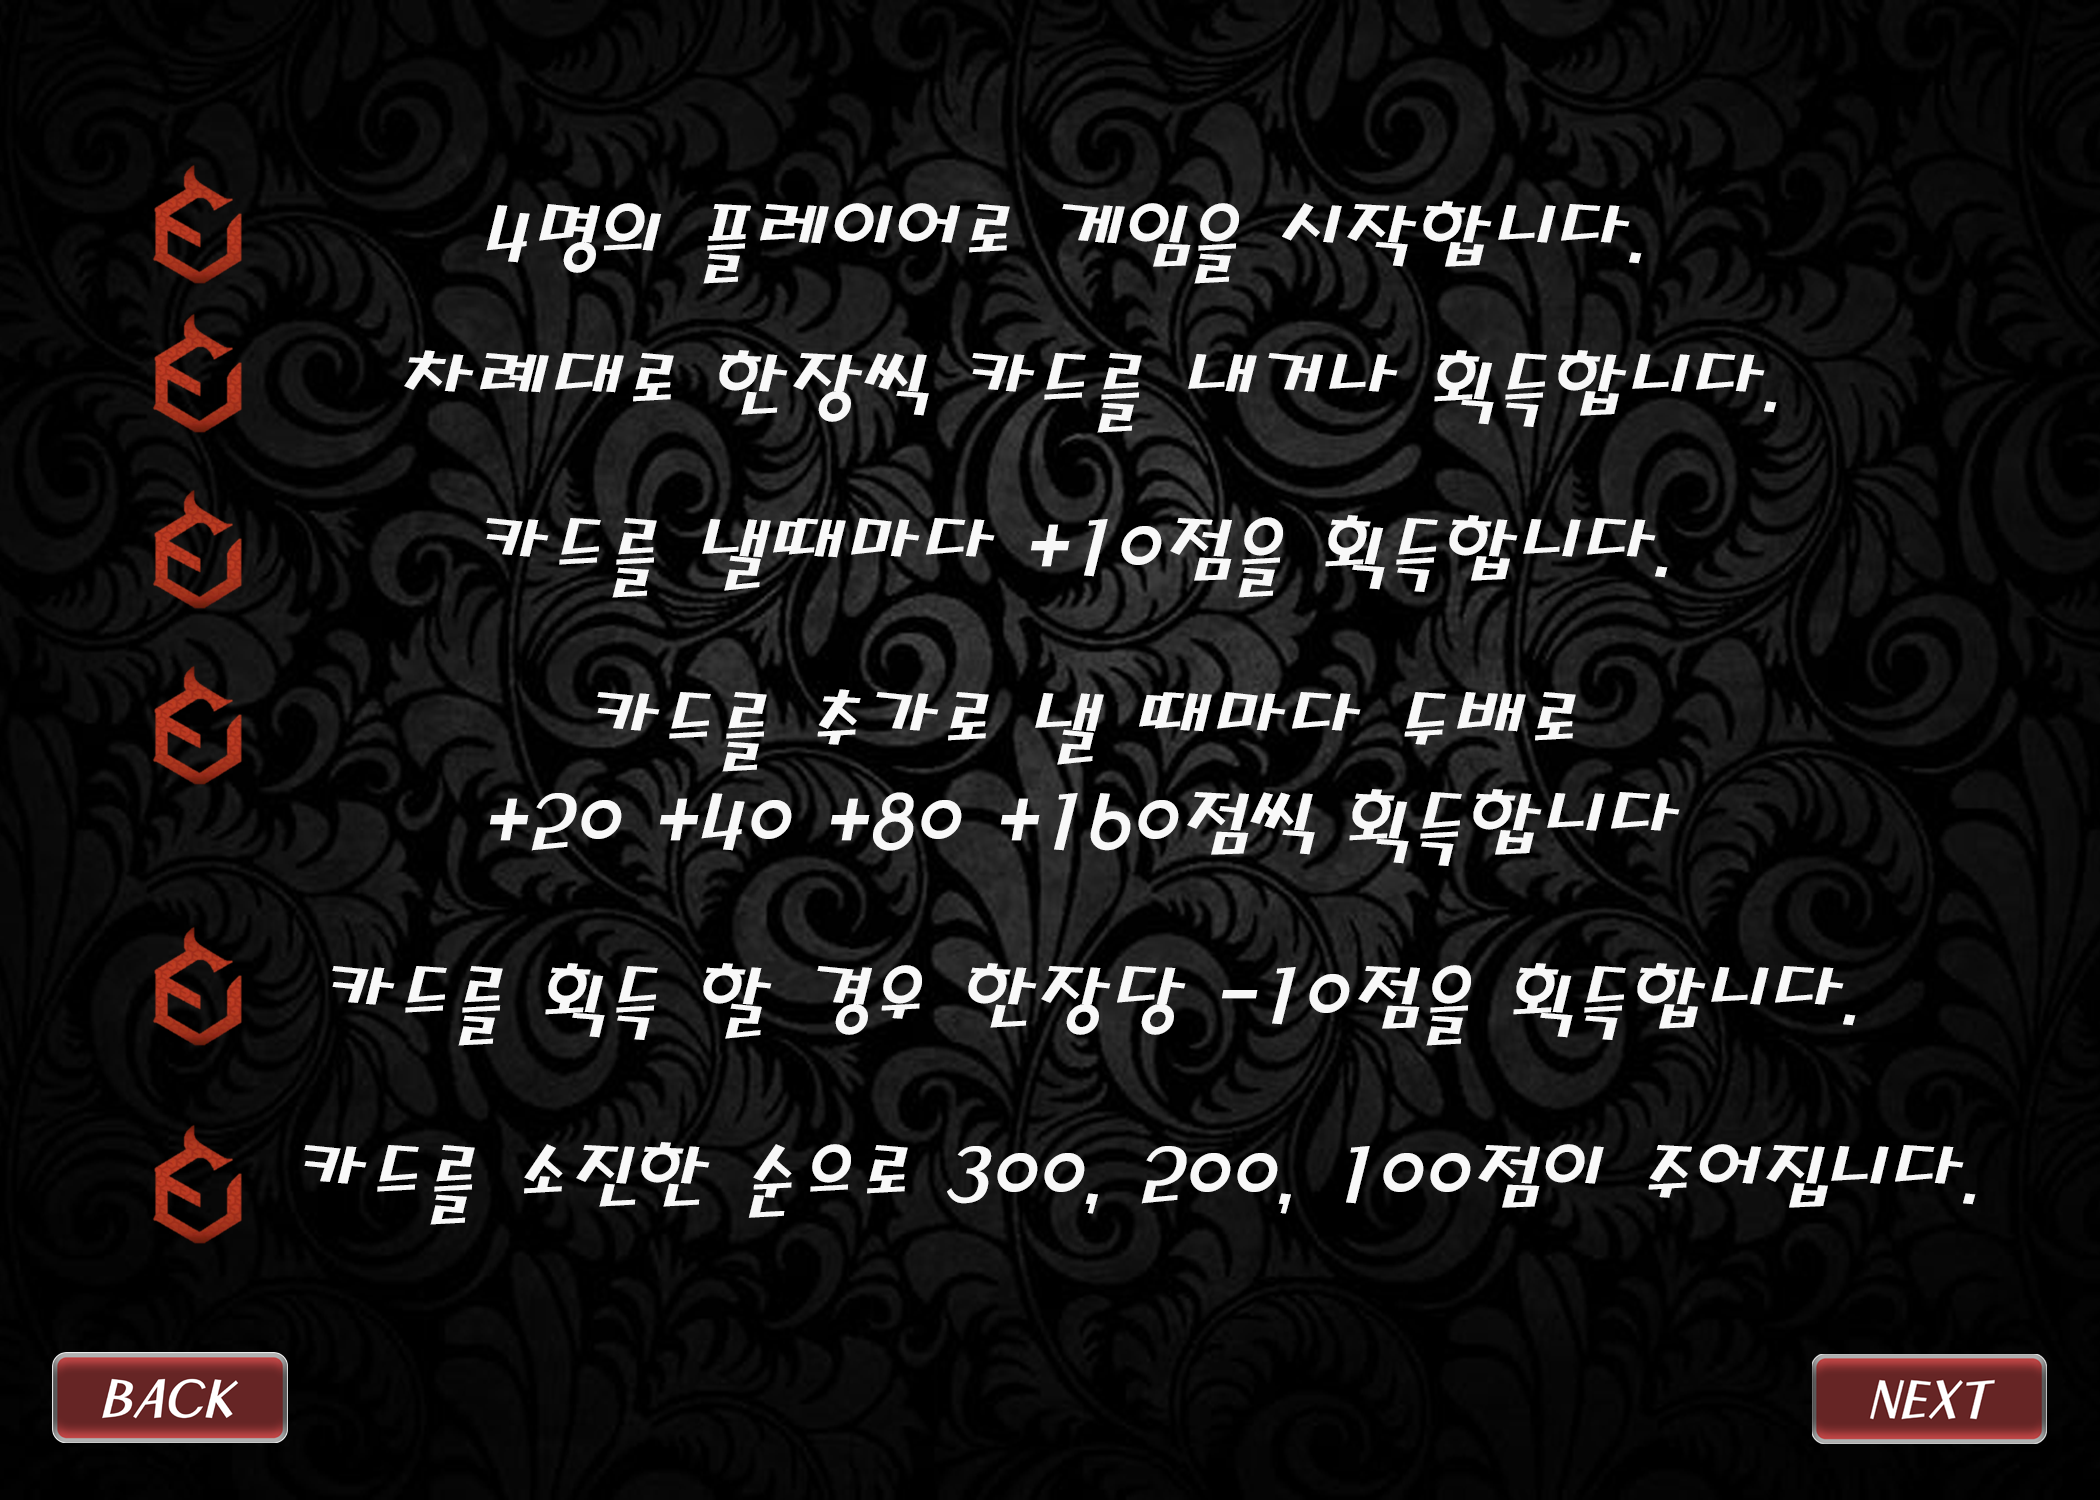 4명의 플레이어로 게임을 시작합니다.
차례대로 한장씩 카드를 내거나 획득합니다.
카드를 낼때마다 +10점을 획득합니다.
카드를 추가로 낼 때마다 두배로
+20 +40 +80 +160점씩 획득합니다
카드를 획득 할 경우 한장당 -10점을 획득합니다.
카드를 소진한 순으로 300, 200, 100점이 주어집니다.
BACK
NEXT